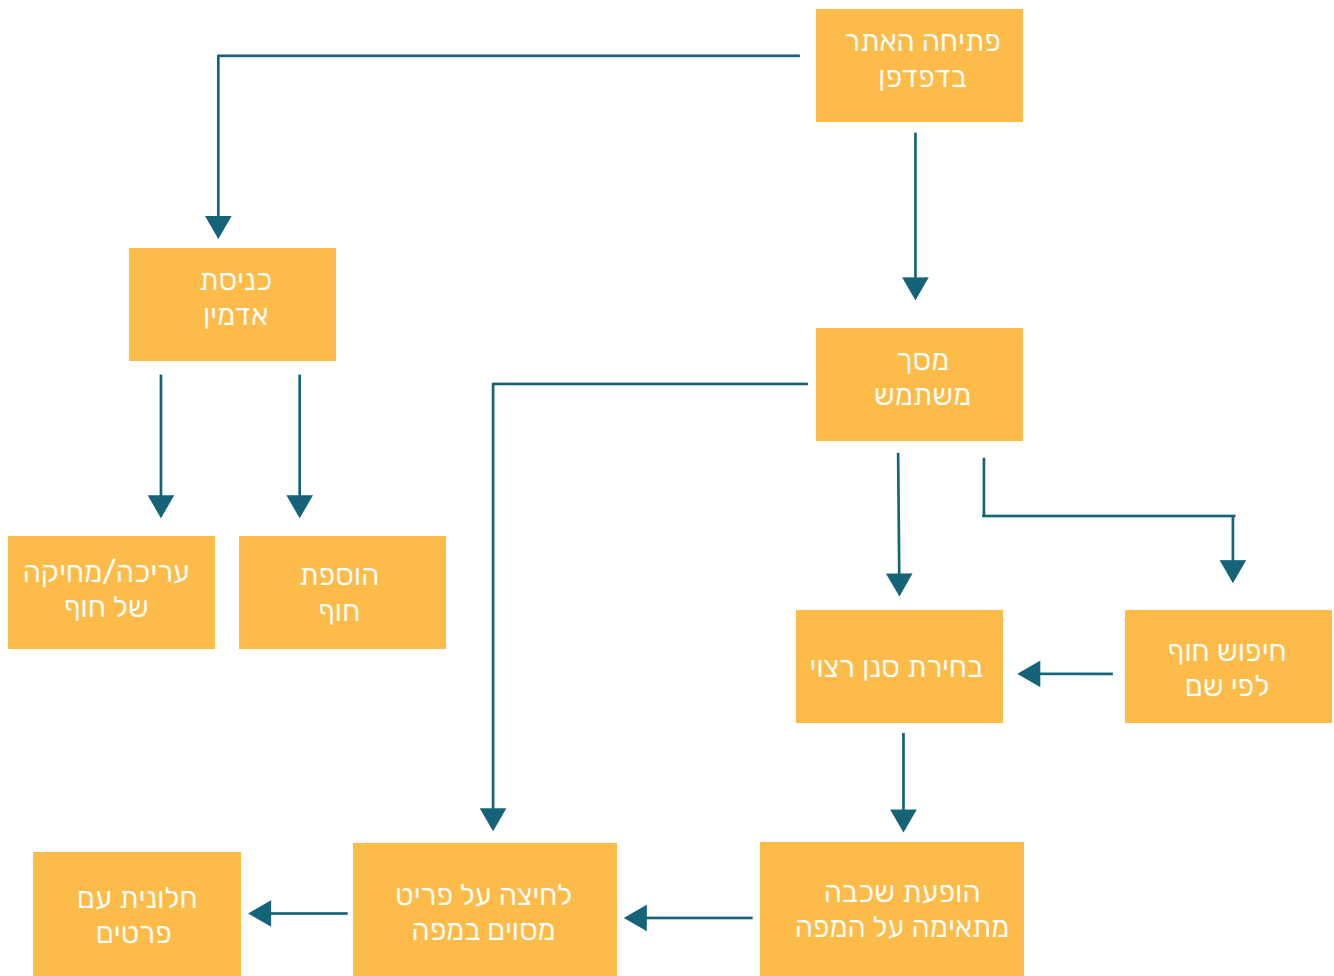 פתיחה האתר
בדפדפן
כניסת
אדמין
מסך
משתמש
הוספת
חוף
עריכה/מחיקה
של חוף
חיפוש חוף
לפי שם
בחירת סנן רצוי
הופעת שכבה
מתאימה על המפה
לחיצה על פריט
מסוים במפה
חלונית עם
פרטים